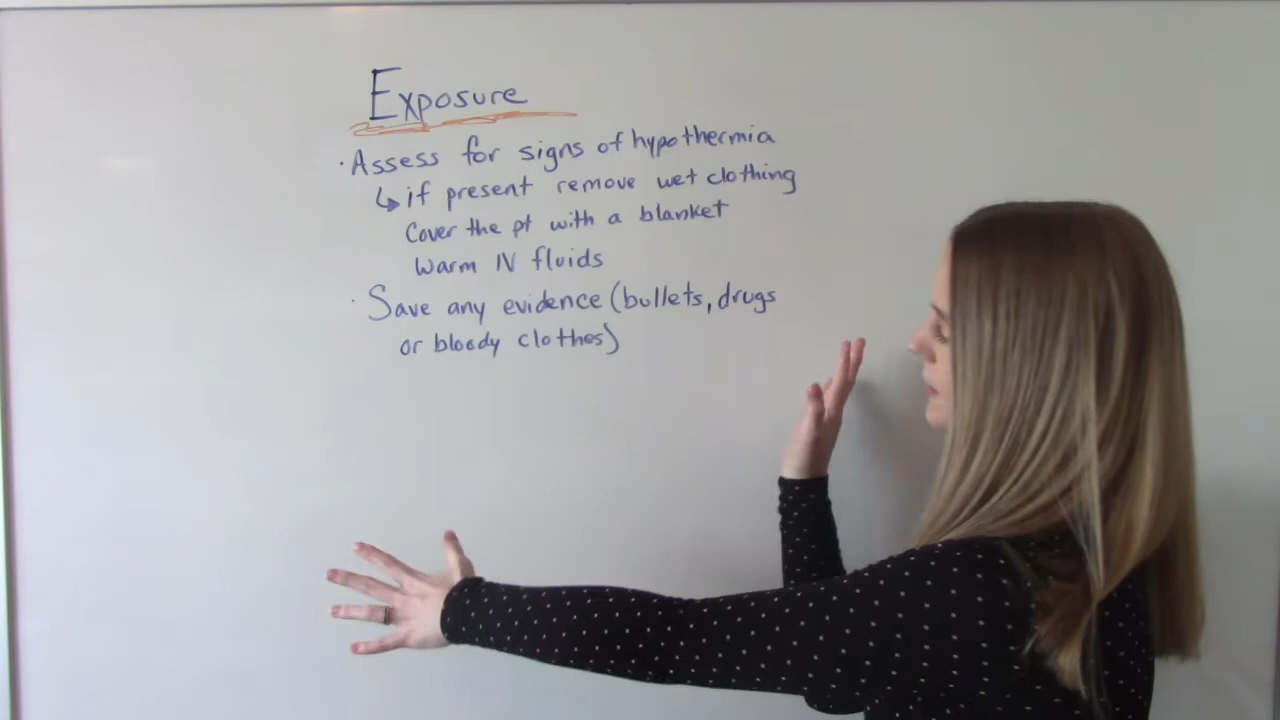 Exposure
· Assess for signs of hypothermia
↳ if present remove wet clothing
Cover the pt with a blanket
Warm IV fluids
· Save any evidence (bullets, drugs
or bloody clothes)